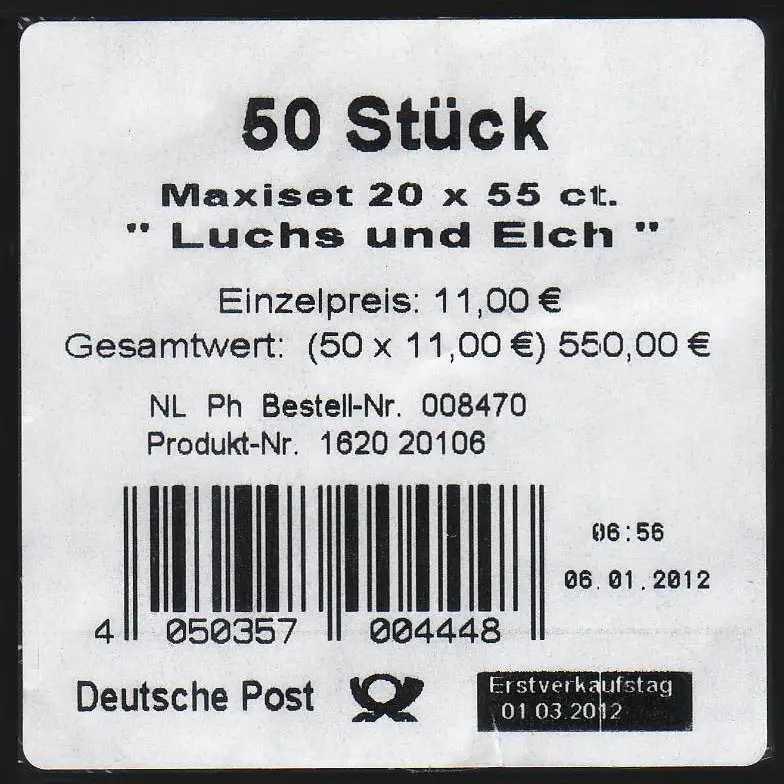 50 Stück
Maxiset 20 x 55 ct.
" Luchs und Elch "
Einzelpreis: 11,00 €
Gesamtwert: (50 x 11,00 €) 550,00 €
NL Ph Bestell-Nr. 008470
Produkt-Nr. 1620 20106
06:56
06.01.2012
4 050357 004448
Deutsche Post
Erstverkaufstag
01 03.2012